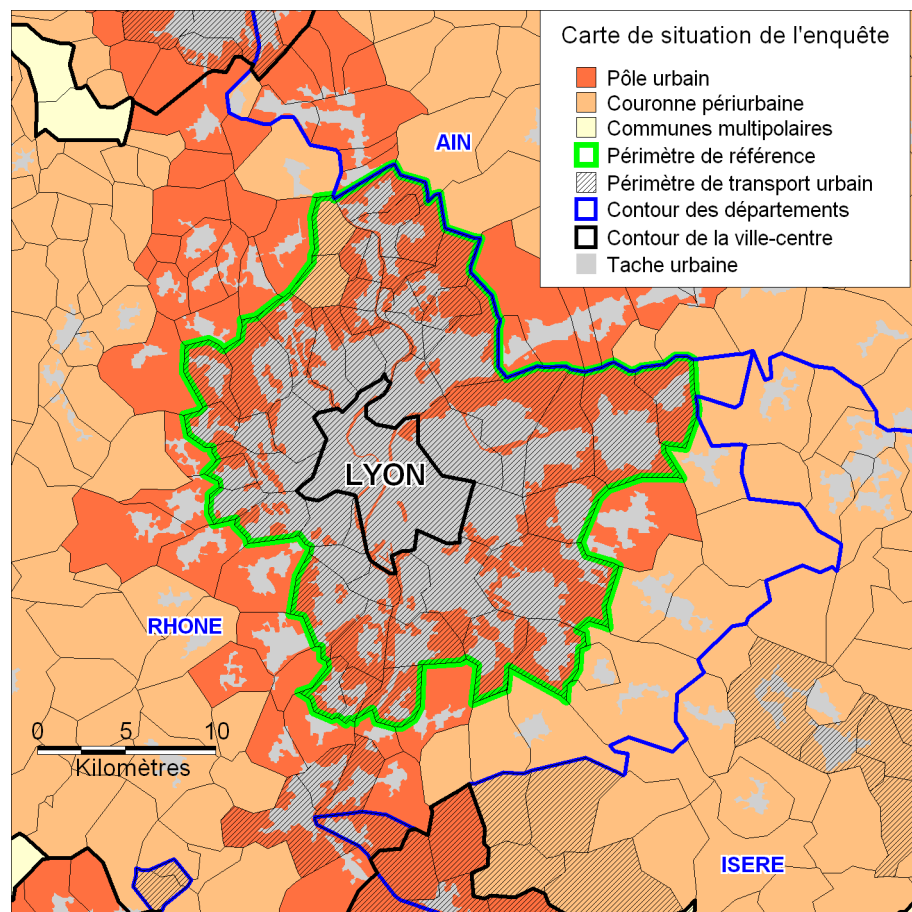 Carte de situation de l'enquête
Pôle urbain
Couronne périurbaine
Communes multipolaires
Périmètre de référence
Périmètre de transport urbain
Contour des départements
Contour de la ville-centre
Tache urbaine
AIN
LYON
RHONE
0 5 10
Kilomètres
ISERE